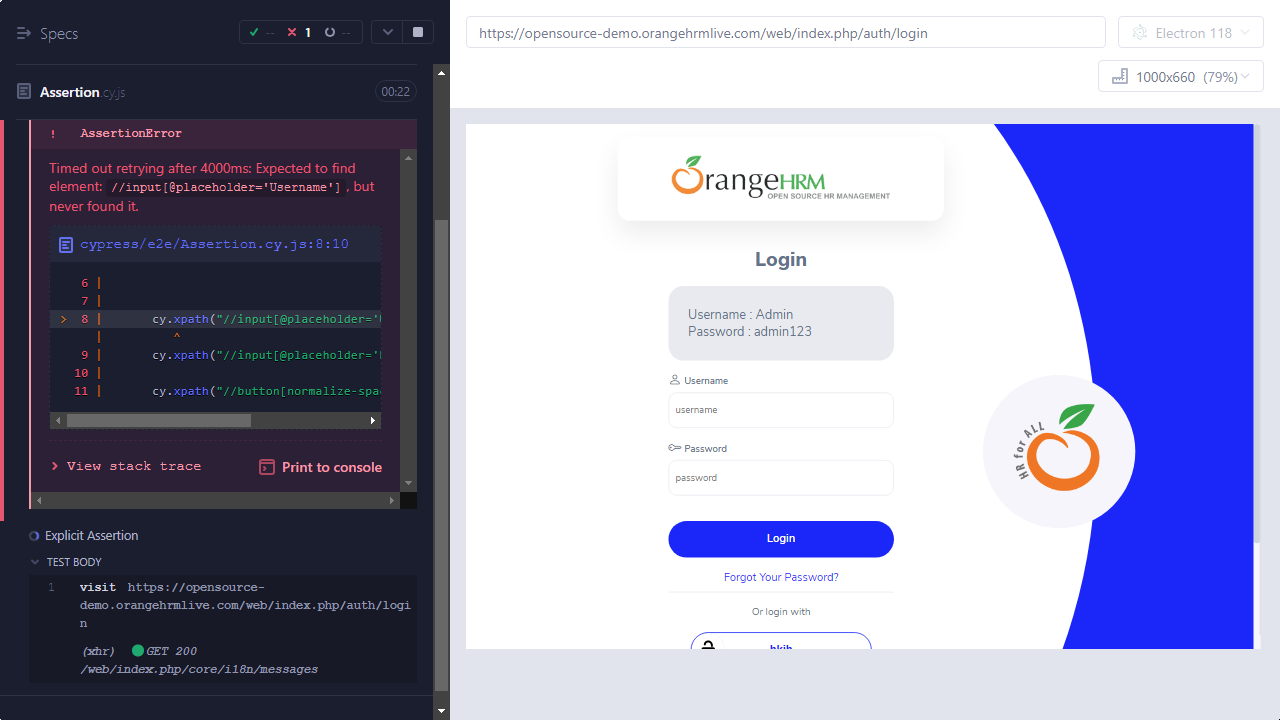 Specs
-- 1 --
https://opensource-demo.orangehrmlive.com/web/index.php/auth/login
Electron 118
1000x660 (79%)
Assertion.cy.js 00:22
! AssertionError
Timed out retrying after 4000ms: Expected to find
element: //input[@placeholder='Username'], but
never found it.
cypress/e2e/Assertion.cy.js:8:10
6 |
7 |
> 8 | cy.xpath("//input[@placeholder='
| ^
9 | cy.xpath("//input[@placeholder='
10 |
11 | cy.xpath("//button[normalize-spa
View stack trace
Print to console
Explicit Assertion
TEST BODY
1 visit https://opensource-
demo.orangehrmlive.com/web/index.php/auth/logi
n
(xhr) GET 200
/web/index.php/core/i18n/messages
OrangeHRM
OPEN SOURCE HR MANAGEMENT
Login
Username : Admin
Password : admin123
Username
username
Password
password
Login
Forgot Your Password?
Or login with
HR for ALL